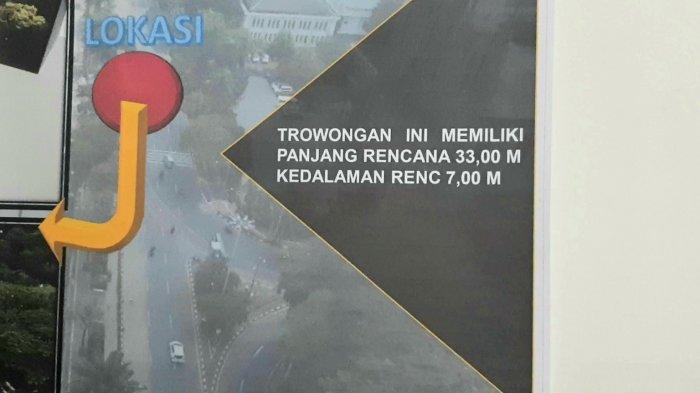 LOKASI
TROWONGAN INI MEMILIKI
PANJANG RENCANA 33,00 M
KEDALAMAN RENC 7,00 M